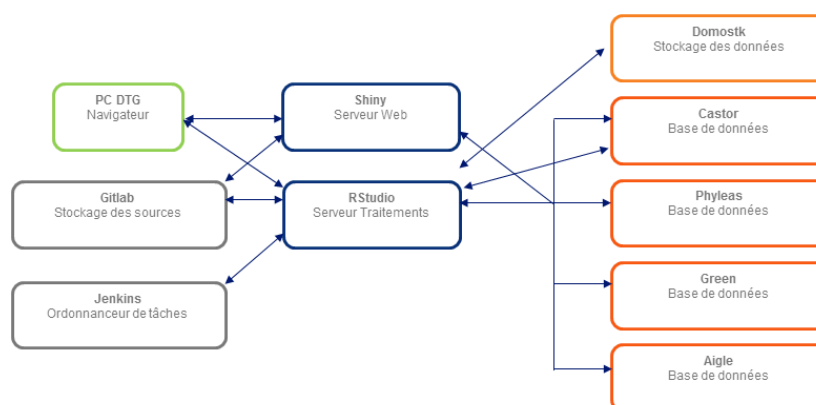 Domostk
Stockage des données
PC DTG
Navigateur
Shiny
Serveur Web
Castor
Base de données
Gitlab
Stockage des sources
RStudio
Serveur Traitements
Phyleas
Base de données
Jenkins
Ordonnanceur de tâches
Green
Base de données
Aigle
Base de données